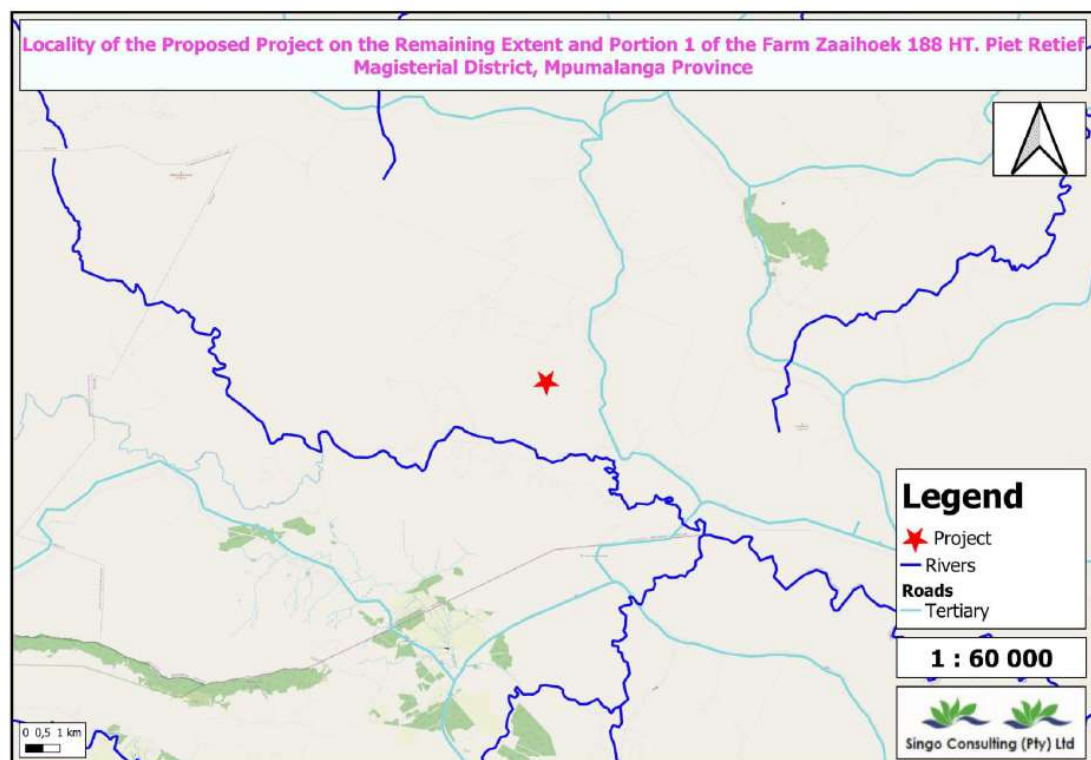 Locality of the Proposed Project on the Remaining Extent and Portion 1 of the Farm Zaaihoek 188 HT. Piet Retief
Magisterial District, Mpumalanga Province
Legend
Project
Rivers
Roads
Tertiary
1 : 60 000
0 0,5 1 km
Singo Consulting (Pty) Ltd